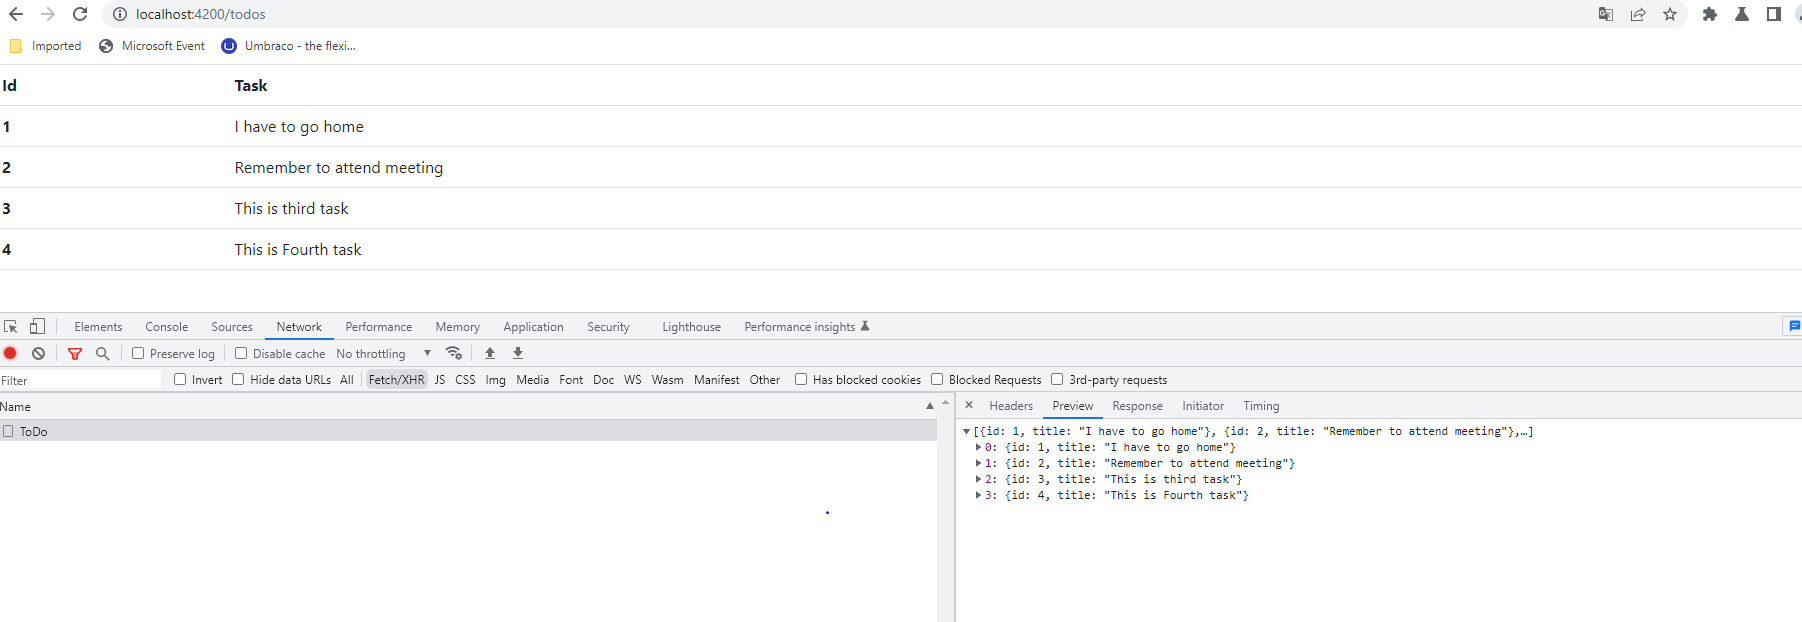 localhost:4200/todos
Imported Microsoft Event Umbraco - the flexi...
Id Task
1 I have to go home
2 Remember to attend meeting
3 This is third task
4 This is Fourth task
Elements Console Sources Network Performance Memory Application Security Lighthouse Performance insights
Preserve log Disable cache No throttling
Filter Invert Hide data URLs All Fetch/XHR JS CSS Img Media Font Doc WS Wasm Manifest Other Has blocked cookies Blocked Requests 3rd-party requests
Name
ToDo
Headers Preview Response Initiator Timing
[{id: 1, title: "I have to go home"}, {id: 2, title: "Remember to attend meeting"},…]
0: {id: 1, title: "I have to go home"}
1: {id: 2, title: "Remember to attend meeting"}
2: {id: 3, title: "This is third task"}
3: {id: 4, title: "This is Fourth task"}